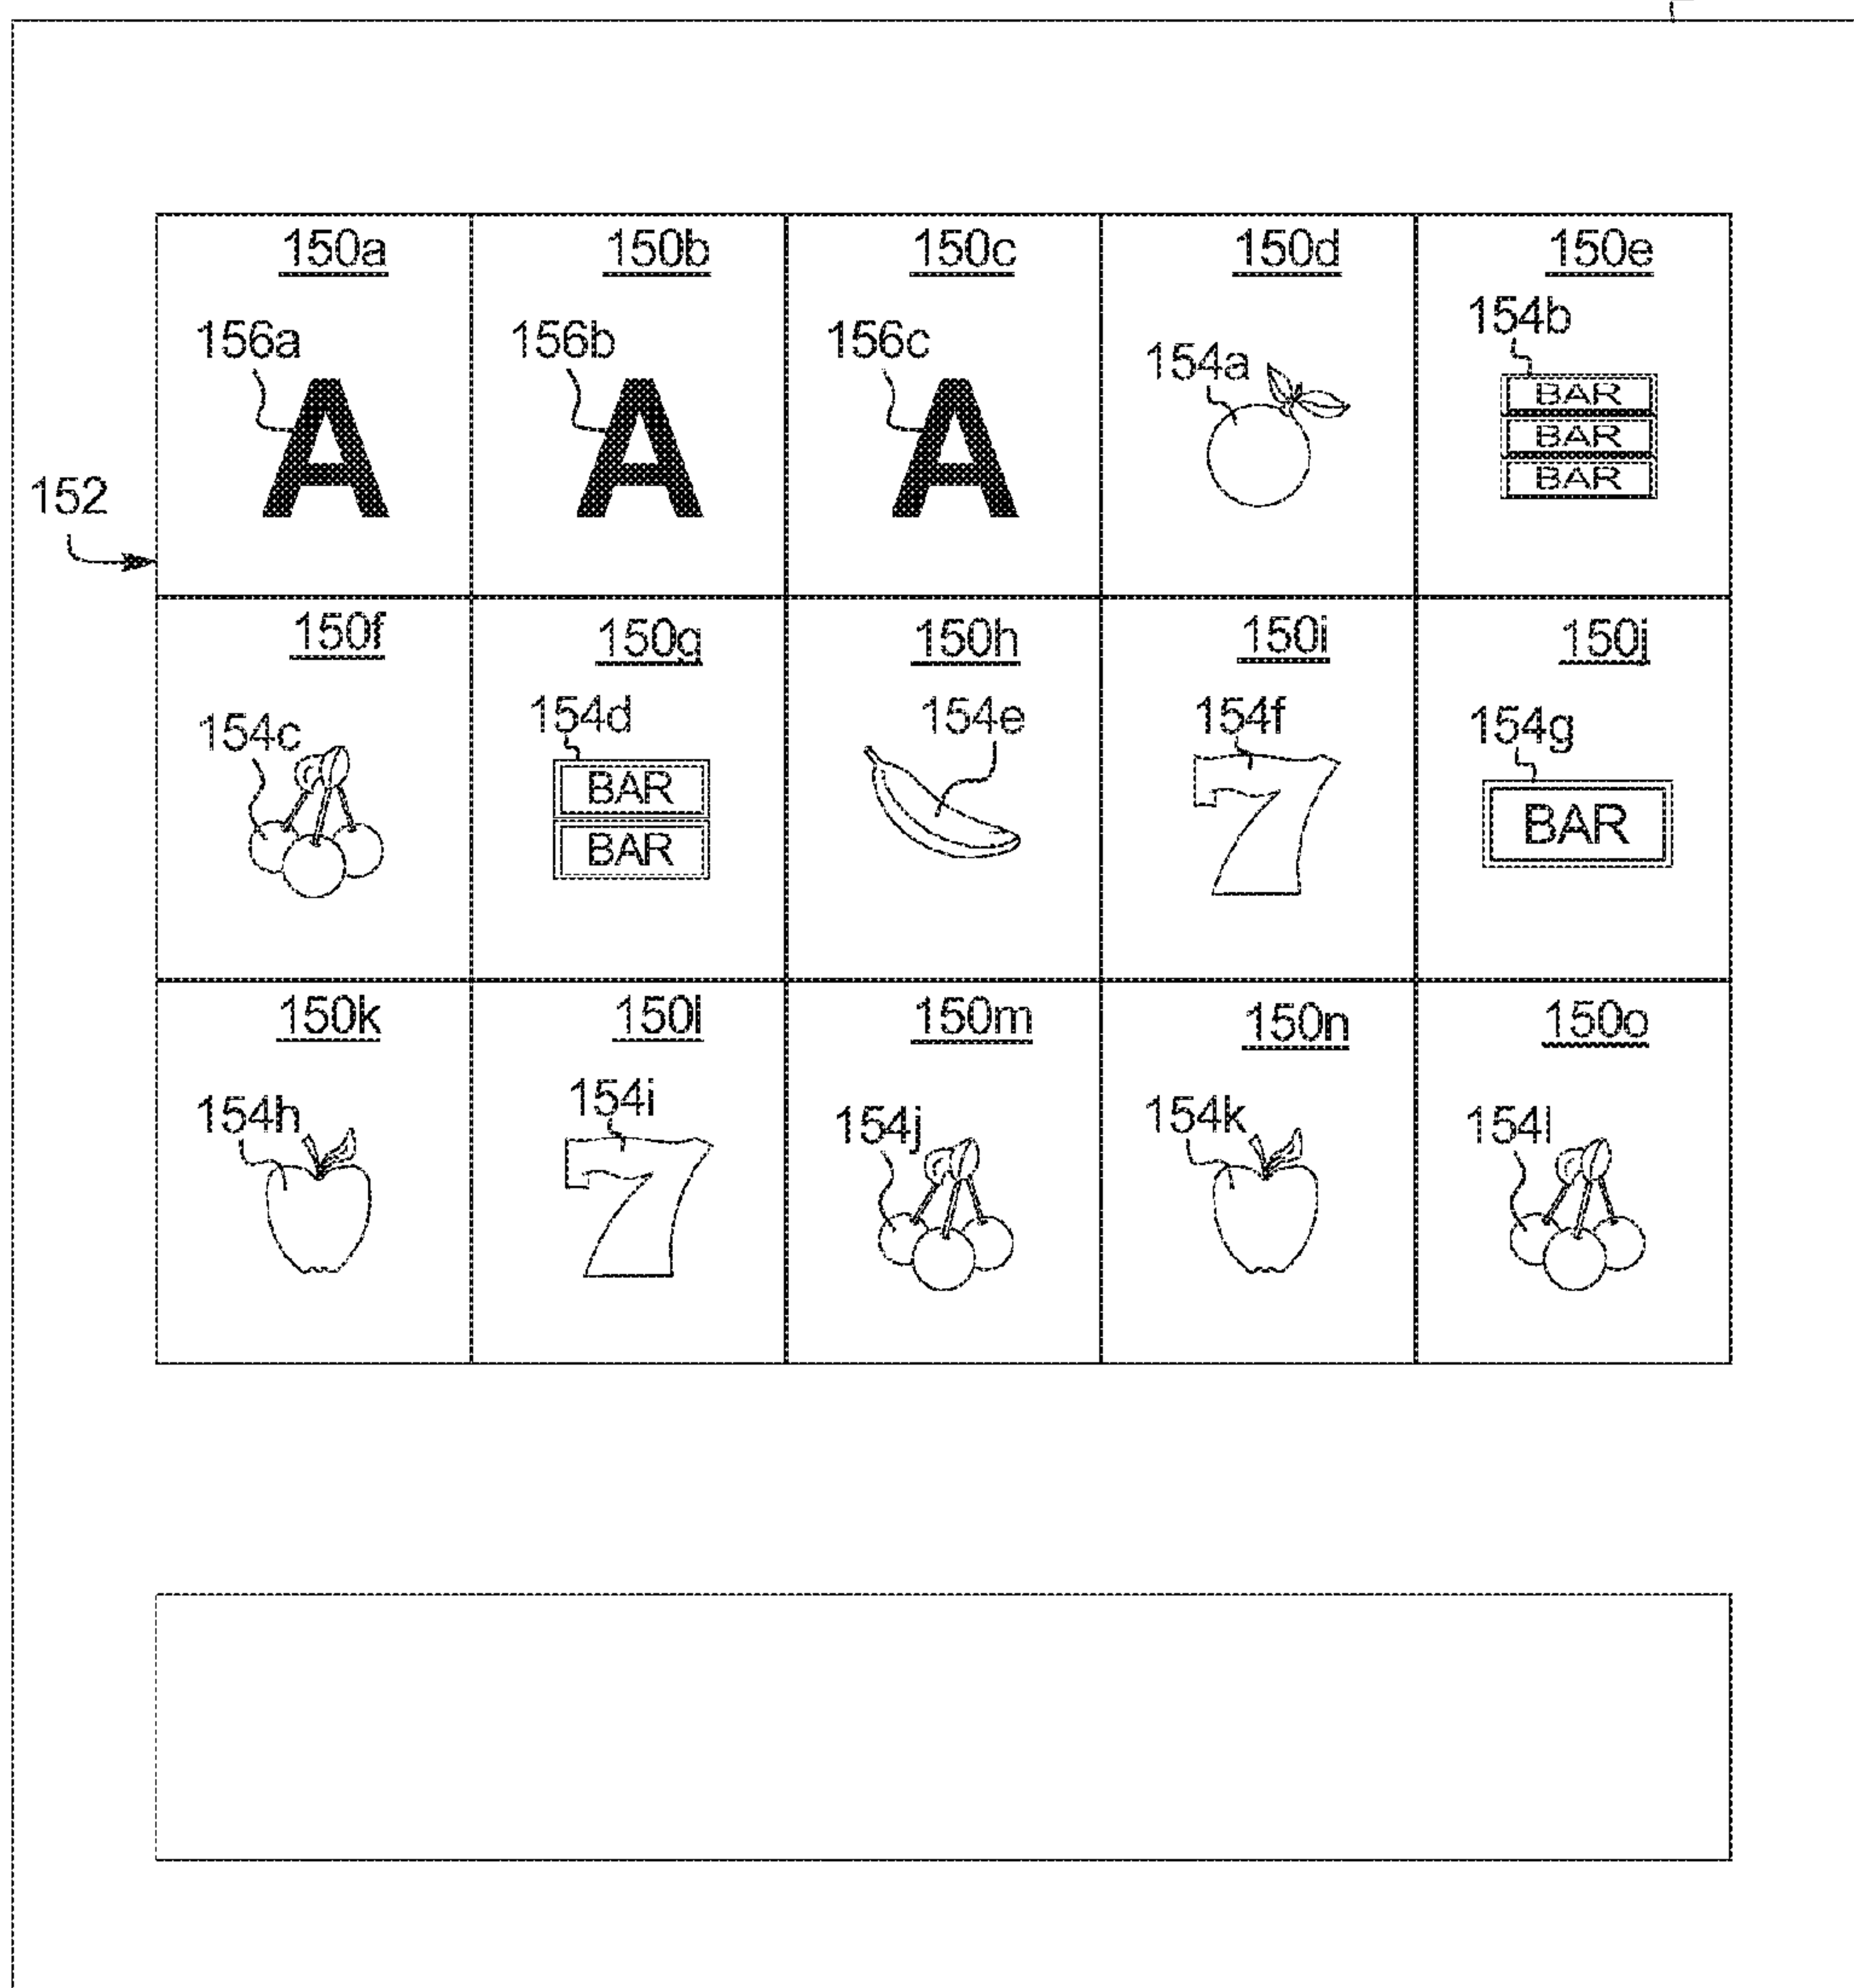 150a 150b 150c 150d 150e
154b
156a 156b 156c 154a
BAR
A A A BAR
BAR
152
150f 150g 150h 150i 150j
154d 154e 154f 154g
154c
BAR 7 BAR
BAR
150k 150l 150m 150n 150o
154h 154i 154j 154k 154l
7